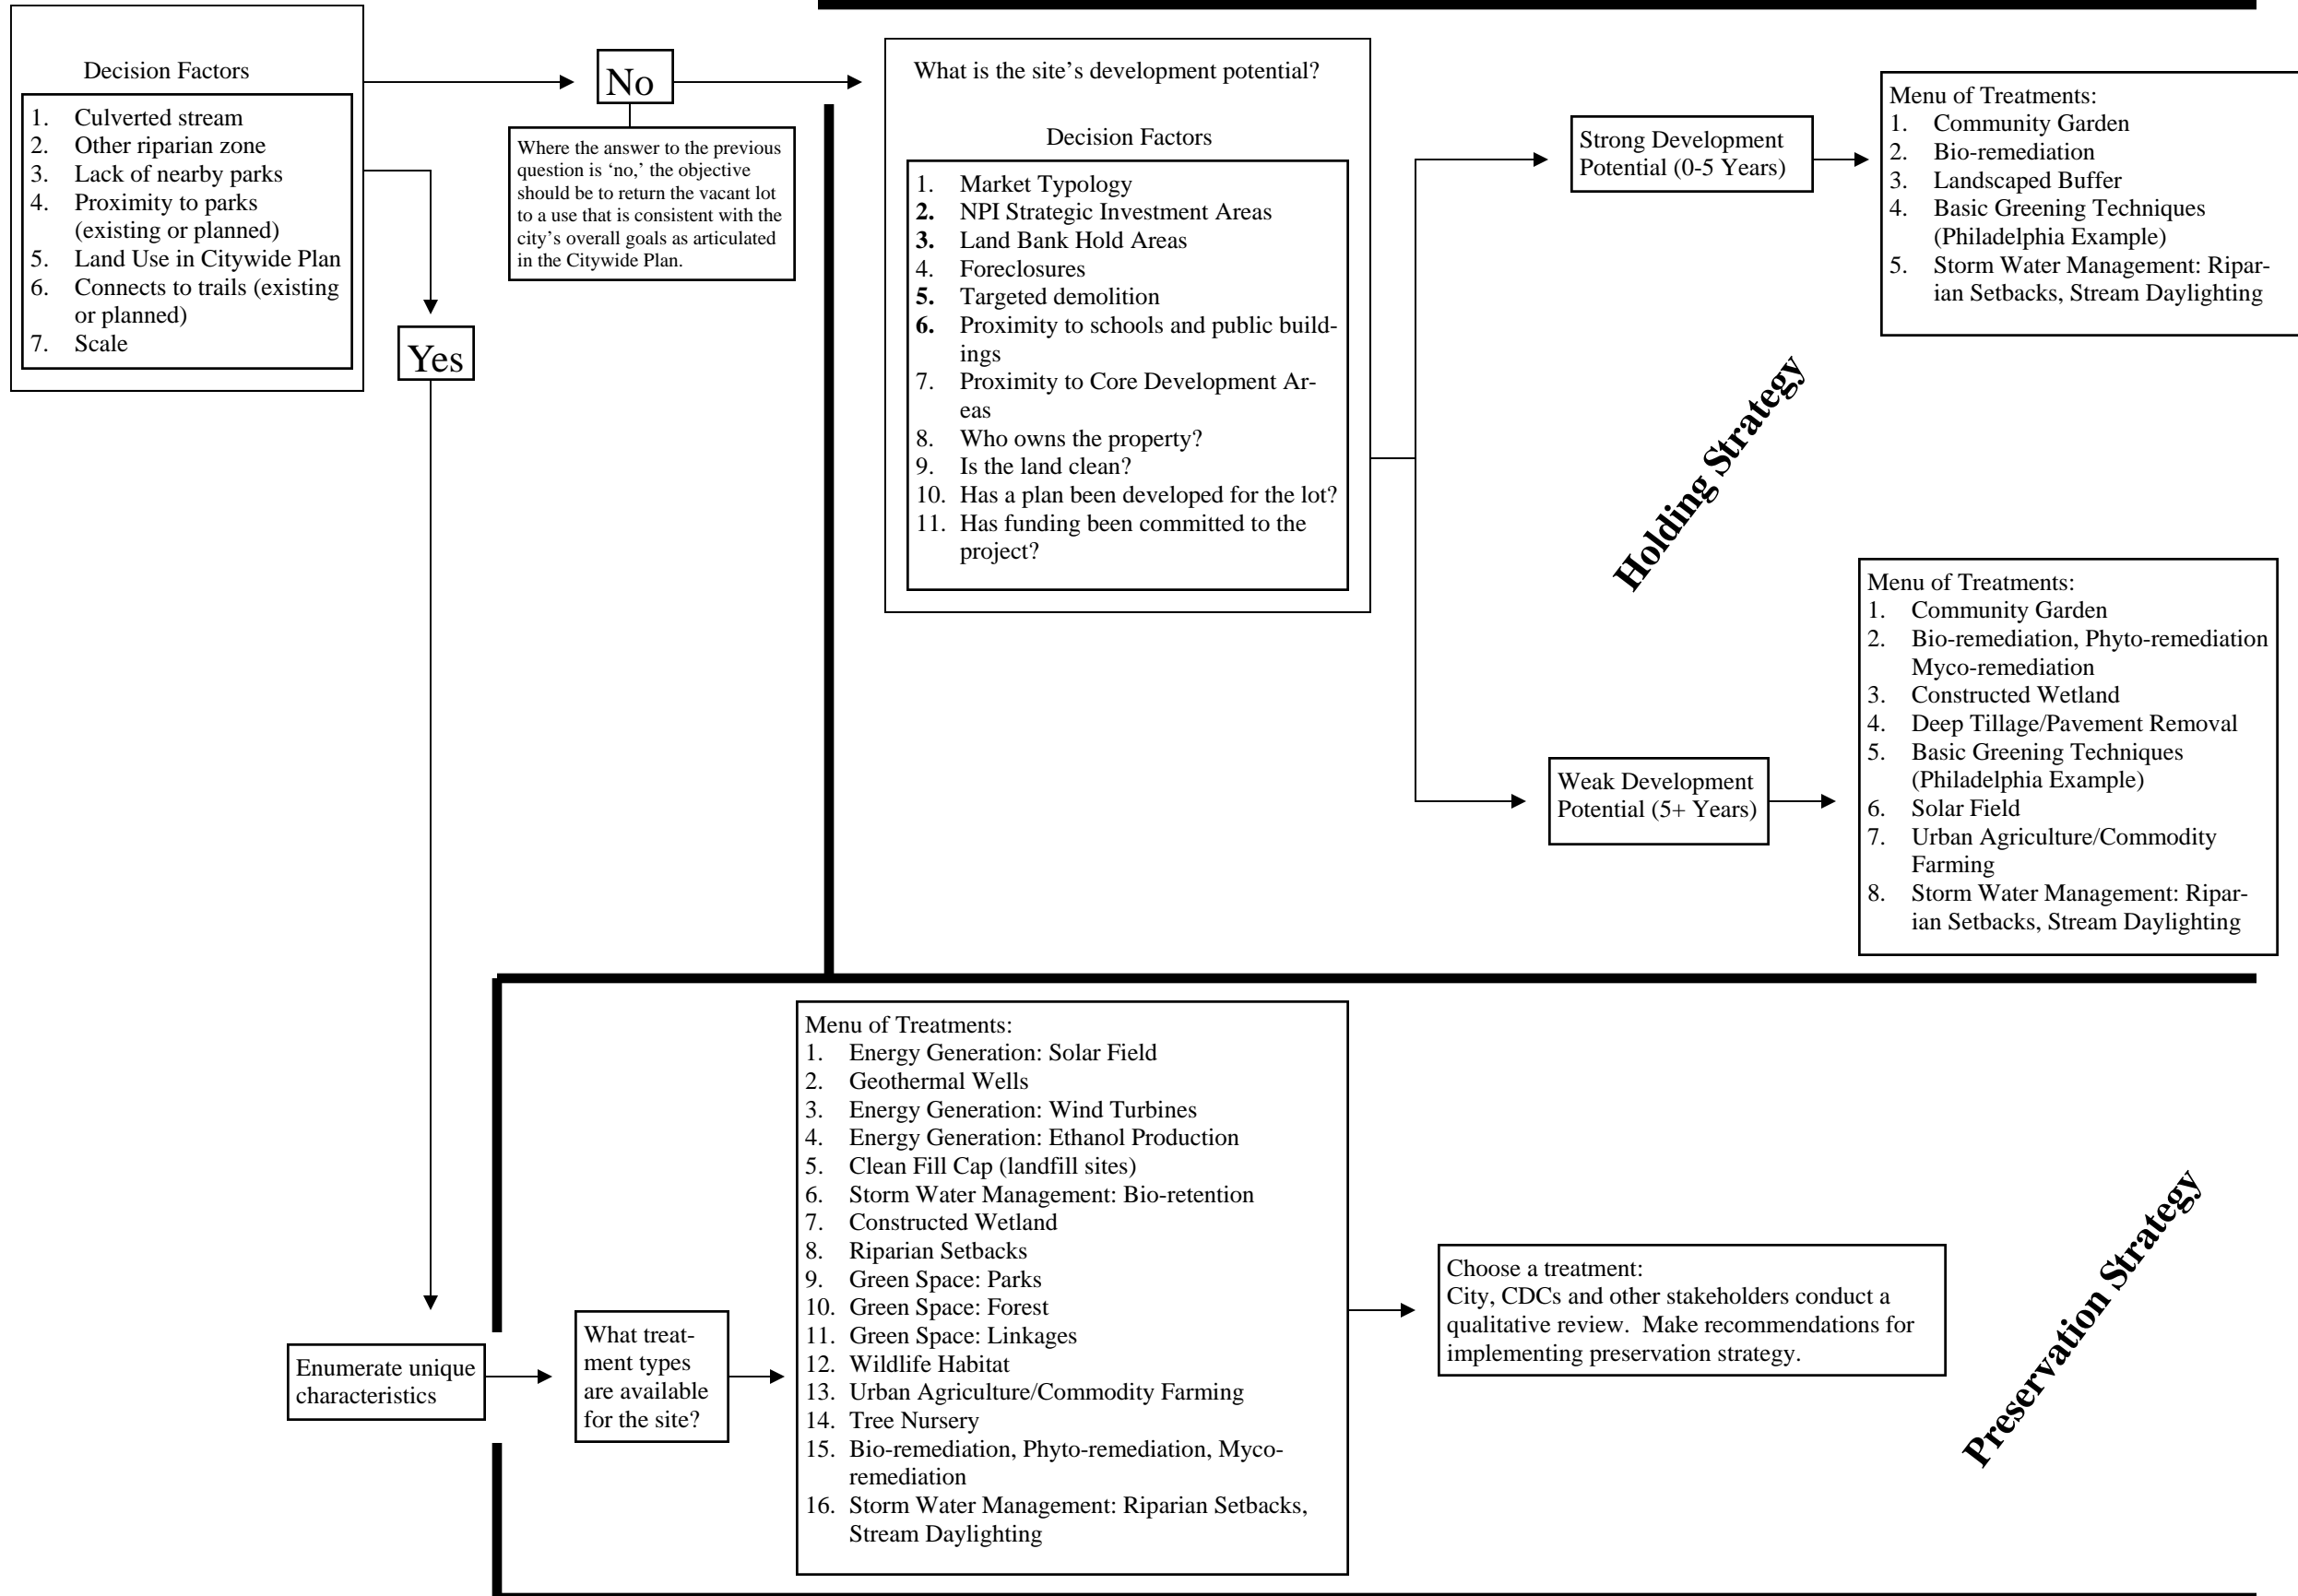 Decision Factors
1. Culverted stream
2. Other riparian zone
3. Lack of nearby parks
4. Proximity to parks
(existing or planned)
5. Land Use in Citywide Plan
6. Connects to trails (existing
or planned)
7. Scale
No
Where the answer to the previous
question is ‘no,’ the objective
should be to return the vacant lot
to a use that is consistent with the
city’s overall goals as articulated
in the Citywide Plan.
Yes
What is the site’s development potential?
Decision Factors
1. Market Typology
2. NPI Strategic Investment Areas
3. Land Bank Hold Areas
4. Foreclosures
5. Targeted demolition
6. Proximity to schools and public build-
ings
7. Proximity to Core Development Ar-
eas
8. Who owns the property?
9. Is the land clean?
10. Has a plan been developed for the lot?
11. Has funding been committed to the
project?
Strong Development
Potential (0-5 Years)
Menu of Treatments:
1. Community Garden
2. Bio-remediation
3. Landscaped Buffer
4. Basic Greening Techniques
(Philadelphia Example)
5. Storm Water Management: Ripar-
ian Setbacks, Stream Daylighting
Holding Strategy
Weak Development
Potential (5+ Years)
Menu of Treatments:
1. Community Garden
2. Bio-remediation, Phyto-remediation
Myco-remediation
3. Constructed Wetland
4. Deep Tillage/Pavement Removal
5. Basic Greening Techniques
(Philadelphia Example)
6. Solar Field
7. Urban Agriculture/Commodity
Farming
8. Storm Water Management: Ripar-
ian Setbacks, Stream Daylighting
Enumerate unique
characteristics
What treat-
ment types
are available
for the site?
Menu of Treatments:
1. Energy Generation: Solar Field
2. Geothermal Wells
3. Energy Generation: Wind Turbines
4. Energy Generation: Ethanol Production
5. Clean Fill Cap (landfill sites)
6. Storm Water Management: Bio-retention
7. Constructed Wetland
8. Riparian Setbacks
9. Green Space: Parks
10. Green Space: Forest
11. Green Space: Linkages
12. Wildlife Habitat
13. Urban Agriculture/Commodity Farming
14. Tree Nursery
15. Bio-remediation, Phyto-remediation, Myco-
remediation
16. Storm Water Management: Riparian Setbacks,
Stream Daylighting
Choose a treatment:
City, CDCs and other stakeholders conduct a
qualitative review.  Make recommendations for
implementing preservation strategy.
Preservation Strategy